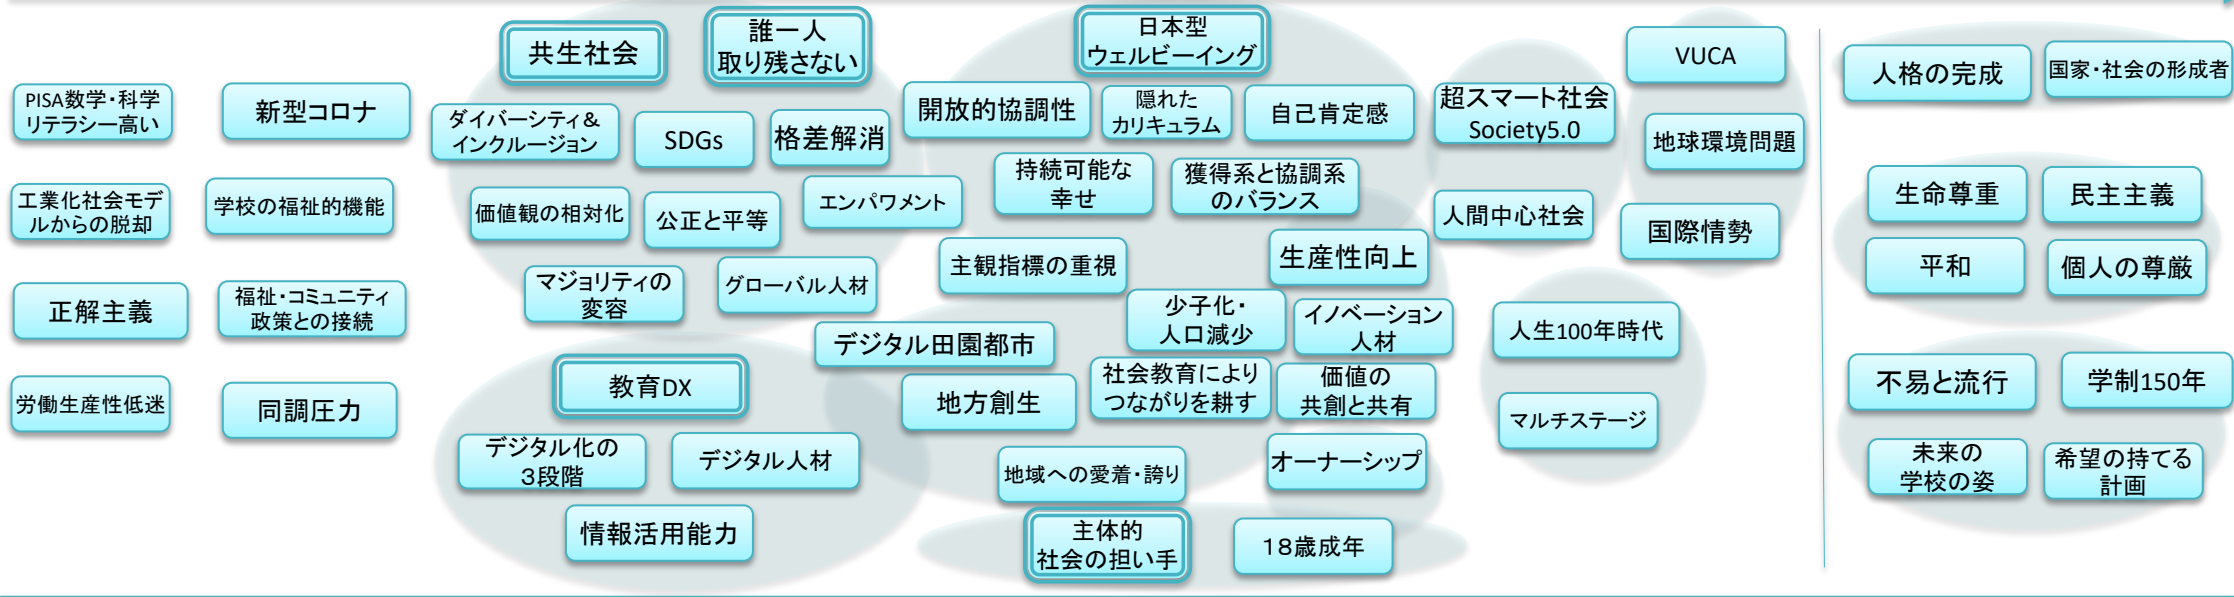 PISA数学・科学
リテラシー高い
工業化社会モデ
ルからの脱却
正解主義
労働生産性低迷
新型コロナ
学校の福祉的機能
福祉・コミュニティ
政策との接続
同調圧力
共生社会
誰一人
取り残さない
ダイバーシティ&
インクルージョン
SDGs
格差解消
価値観の相対化
公正と平等
エンパワメント
マジョリティの
変容
グローバル人材
教育DX
デジタル化の
3段階
デジタル人材
情報活用能力
日本型
ウェルビーイング
開放的協調性
隠れた
カリキュラム
自己肯定感
持続可能な
幸せ
獲得系と協調系
のバランス
主観指標の重視
生産性向上
少子化・
人口減少
イノベーション
人材
デジタル田園都市
地方創生
社会教育により
つながりを耕す
価値の
共創と共有
地域への愛着・誇り
オーナーシップ
主体的
社会の担い手
18歳成年
超スマート社会
Society5.0
人間中心社会
VUCA
地球環境問題
国際情勢
人生100年時代
マルチステージ
人格の完成
国家・社会の形成者
生命尊重
民主主義
平和
個人の尊厳
不易と流行
学制150年
未来の
学校の姿
希望の持てる
計画